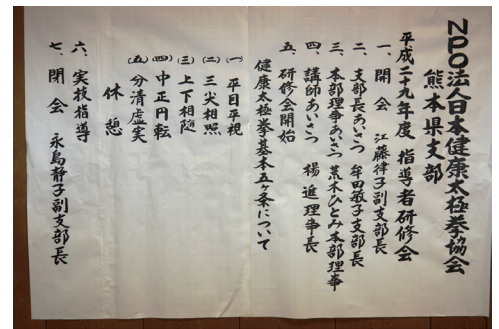 NPO法人日本健康太極拳協会
熊本県支部
平成二十九年度 指導者研修会
一、開会 江藤律子副支部長
二、支部長あいさつ 牟田敏子支部長
三、本部理事あいさつ 荒木ひとみ本部理事
四、講師あいさつ 楊進理事長
五、研修会開始
健康太極拳基本五ヶ条について
(一) 平目平視
(二) 三尖相照
(三) 上下相随
(四) 中正円転
(五) 分清虚実
休憩
六、実技指導
七、閉会 永島静子副支部長